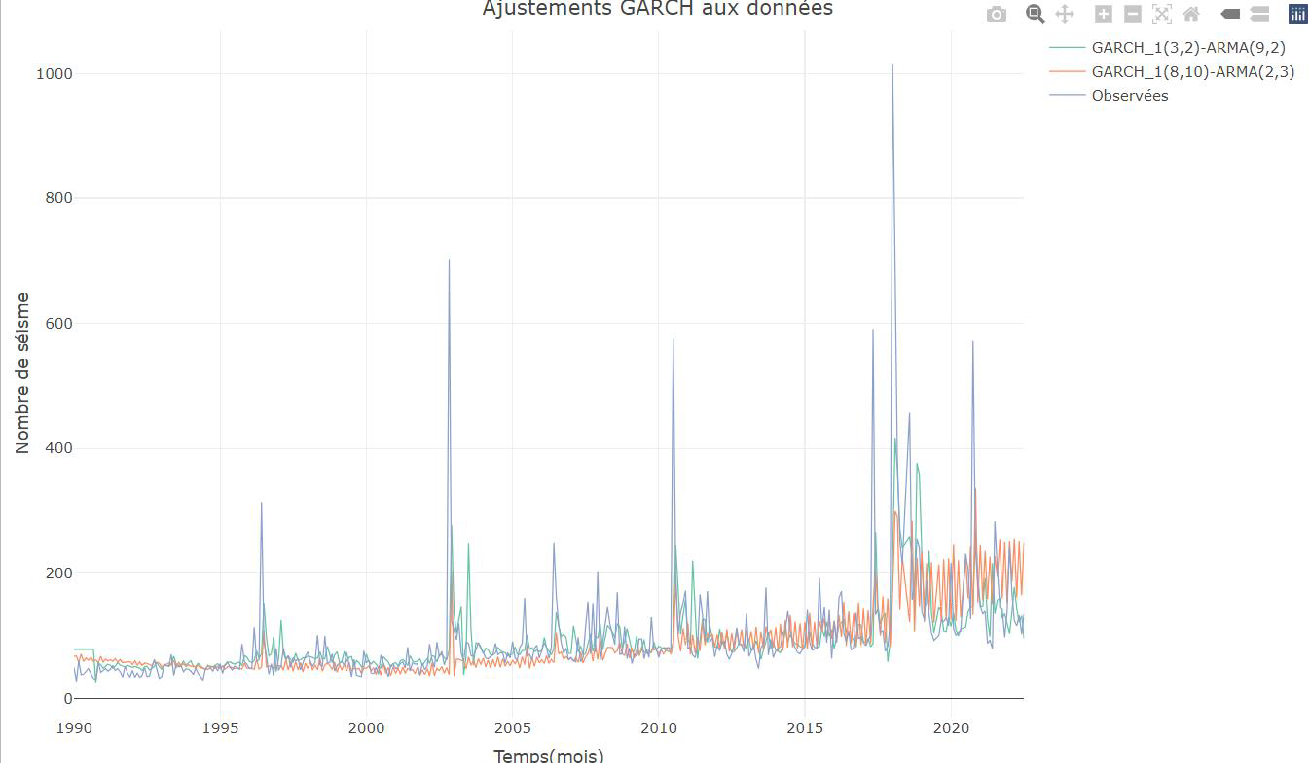 Ajustements GARCH aux données
GARCH_1(3,2)-ARMA(9,2)
GARCH_1(8,10)-ARMA(2,3)
Observées
1000
800
600
400
200
0
Nombre de séisme
1990
1995
2000
2005
2010
2015
2020
Temps(mois)